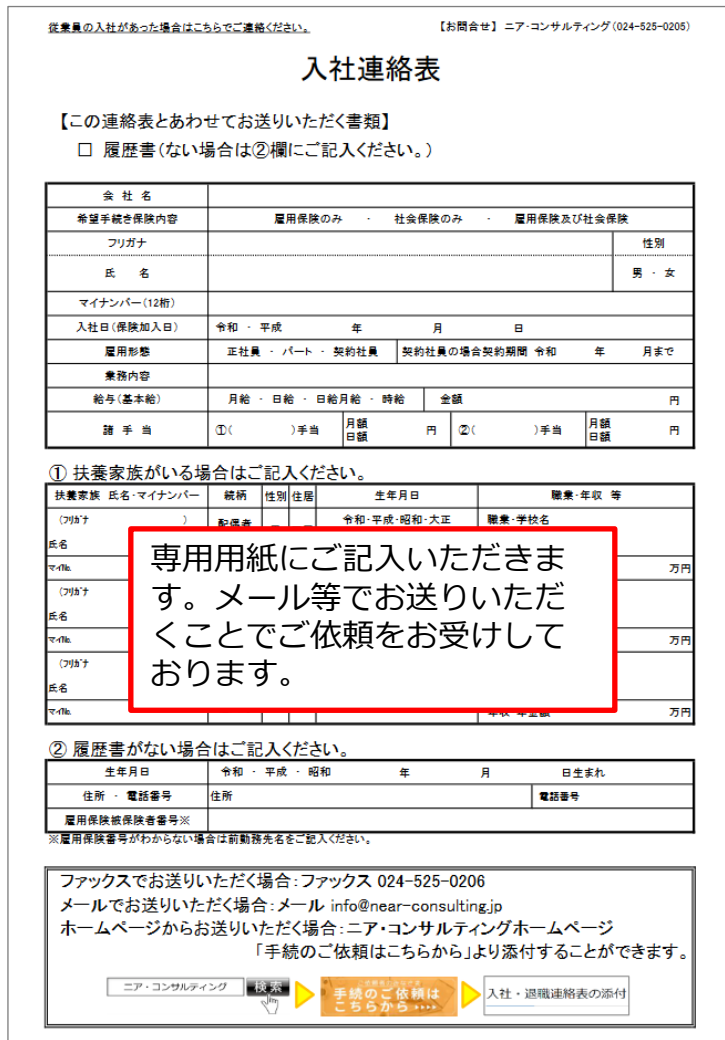 従業員の入社があった場合はこちらでご連絡ください。 【お問合せ】 ニア・コンサルティング(024-525-0205)
入社連絡表
【この連絡表とあわせてお送りいただく書類】
□ 履歴書(ない場合は②欄にご記入ください。)
会 社 名
希望手続き保険内容 雇用保険のみ ・ 社会保険のみ ・ 雇用保険及び社会保険
フリガナ 性別
氏 名 男 ・ 女
マイナンバー(12桁)
入社日(保険加入日) 令和 ・ 平成 年 月 日
雇用形態 正社員 ・ パート ・ 契約社員 契約社員の場合契約期間 令和 年 月まで
業務内容
給与(基本給) 月給 ・ 日給 ・ 日給月給 ・ 時給 金額 円
諸 手 当 ①( )手当 月額 日額 円 ②( )手当 月額 日額 円
① 扶養家族がいる場合はご記入ください。
扶養家族 氏名・マイナンバー 続柄 性別 住居 生年月日 職業・年収 等
(フリガナ ) 配偶者 令和・平成・昭和・大正 職業・学校名
氏名
マイNo. 万円
(フリガナ
氏名
マイNo. 万円
(フリガナ
氏名
マイNo. 万円
専用用紙にご記入いただきま
す。メール等でお送りいただ
くことでご依頼をお受けして
おります。
② 履歴書がない場合はご記入ください。
生年月日 令和 ・ 平成 ・ 昭和 年 月 日生まれ
住所 ・ 電話番号 住所 電話番号
雇用保険被保険者番号※
※雇用保険番号がわからない場合は前勤務先名をご記入ください。
ファックスでお送りいただく場合:ファックス 024-525-0206
メールでお送りいただく場合:メール info@near-consulting.jp
ホームページからお送りいただく場合:ニア・コンサルティングホームページ
「手続のご依頼はこちらから」より添付することができます。
ニア・コンサルティング 検索 手続のご依頼は こちらから 入社・退職連絡表の添付